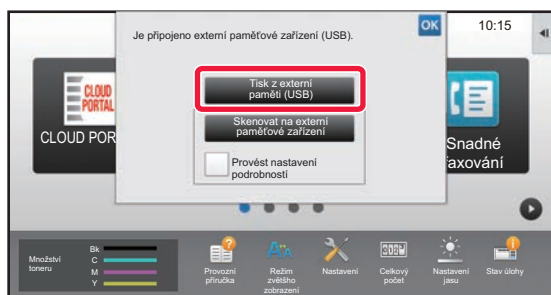 Je připojeno externí paměťové zařízení (USB).
OK
10:15
Tisk z externí
paměti (USB)
Skenovat na externí
paměťové zařízení
Provést nastavení
podrobností
CLOUD
PORTAL
CLOUD POR
Snadné
faxování
Množství
toneru
Bk
C
M
Y
Provozní
příručka
Režim
zvětšho
zobrazení
Nastavení
Celkový
počet
Nastavení
jasu
Stav úlohy